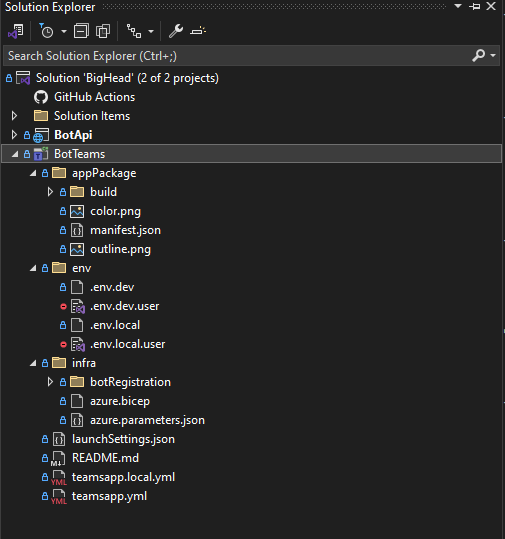 Solution Explorer
Search Solution Explorer (Ctrl+;)
Solution 'BigHead' (2 of 2 projects)
GitHub Actions
Solution Items
BotApi
BotTeams
appPackage
build
color.png
manifest.json
outline.png
env
.env.dev
.env.dev.user
.env.local
.env.local.user
infra
botRegistration
azure.bicep
azure.parameters.json
launchSettings.json
README.md
teamsapp.local.yml
teamsapp.yml